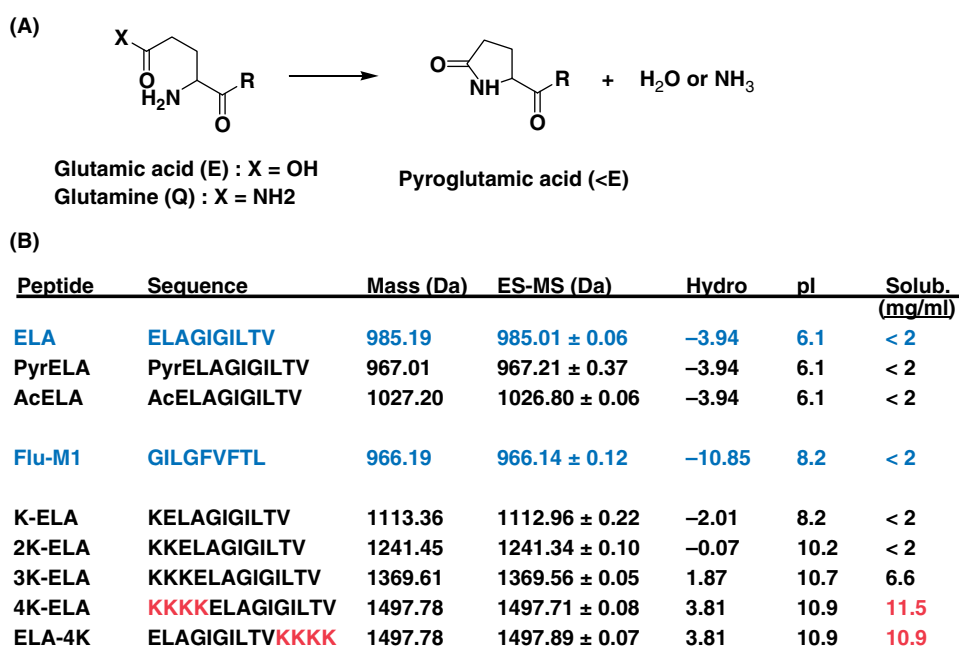 (A)
X
O
H₂N
R
O
O
NH
R
O
+ H₂O or NH₃
Glutamic acid (E) : X = OH
Glutamine (Q) : X = NH2
Pyroglutamic acid (<E)
(B)
Peptide Sequence Mass (Da) ES-MS (Da) Hydro pI Solub. (mg/ml)
ELA ELAGIGILTV 985.19 985.01 ± 0.06 –3.94 6.1 < 2
PyrELA PyrELAGIGILTV 967.01 967.21 ± 0.37 –3.94 6.1 < 2
AcELA AcELAGIGILTV 1027.20 1026.80 ± 0.06 –3.94 6.1 < 2
Flu-M1 GILGFVFTL 966.19 966.14 ± 0.12 –10.85 8.2 < 2
K-ELA KELAGIGILTV 1113.36 1112.96 ± 0.22 –2.01 8.2 < 2
2K-ELA KKELAGIGILTV 1241.45 1241.34 ± 0.10 –0.07 10.2 < 2
3K-ELA KKKELAGIGILTV 1369.61 1369.56 ± 0.05 1.87 10.7 6.6
4K-ELA KKKKELAGIGILTV 1497.78 1497.71 ± 0.08 3.81 10.9 11.5
ELA-4K ELAGIGILTVKKKK 1497.78 1497.89 ± 0.07 3.81 10.9 10.9